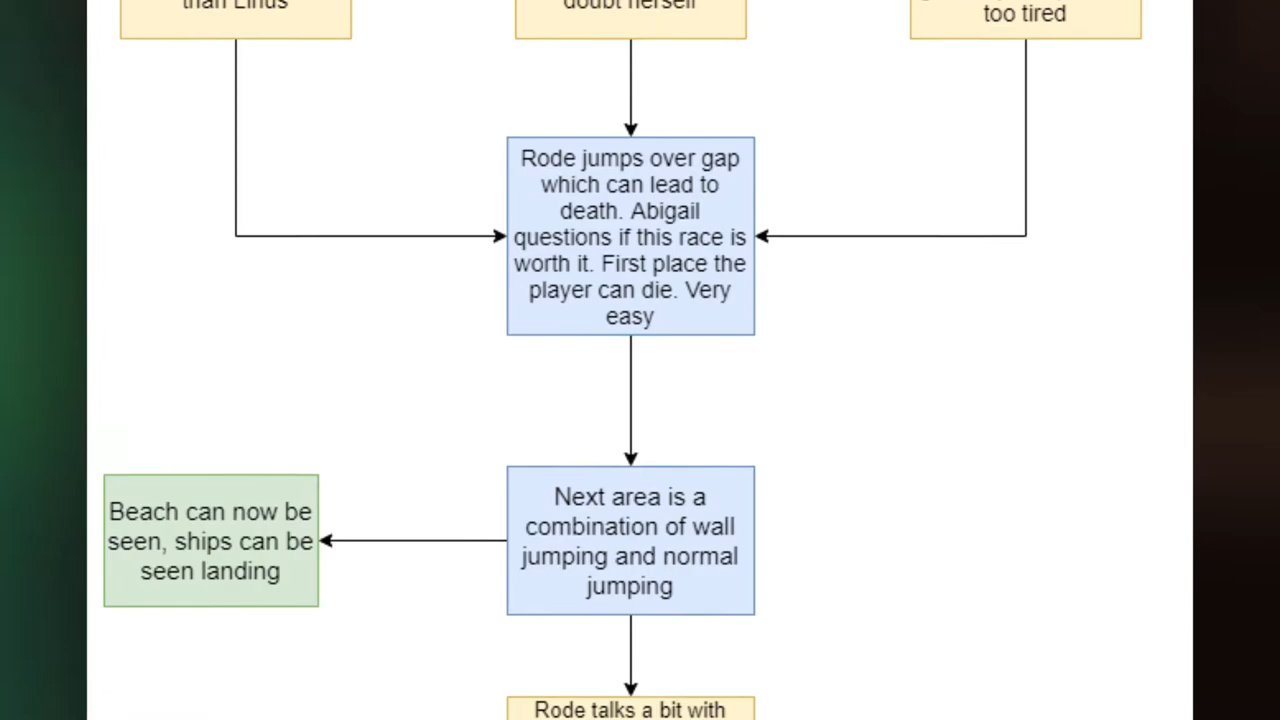 than Linus
doubt herself
too tired
Rode jumps over gap
which can lead to
death. Abigail
questions if this race is
worth it. First place the
player can die. Very
easy
Beach can now be
seen, ships can be
seen landing
Next area is a
combination of wall
jumping and normal
jumping
Rode talks a bit with